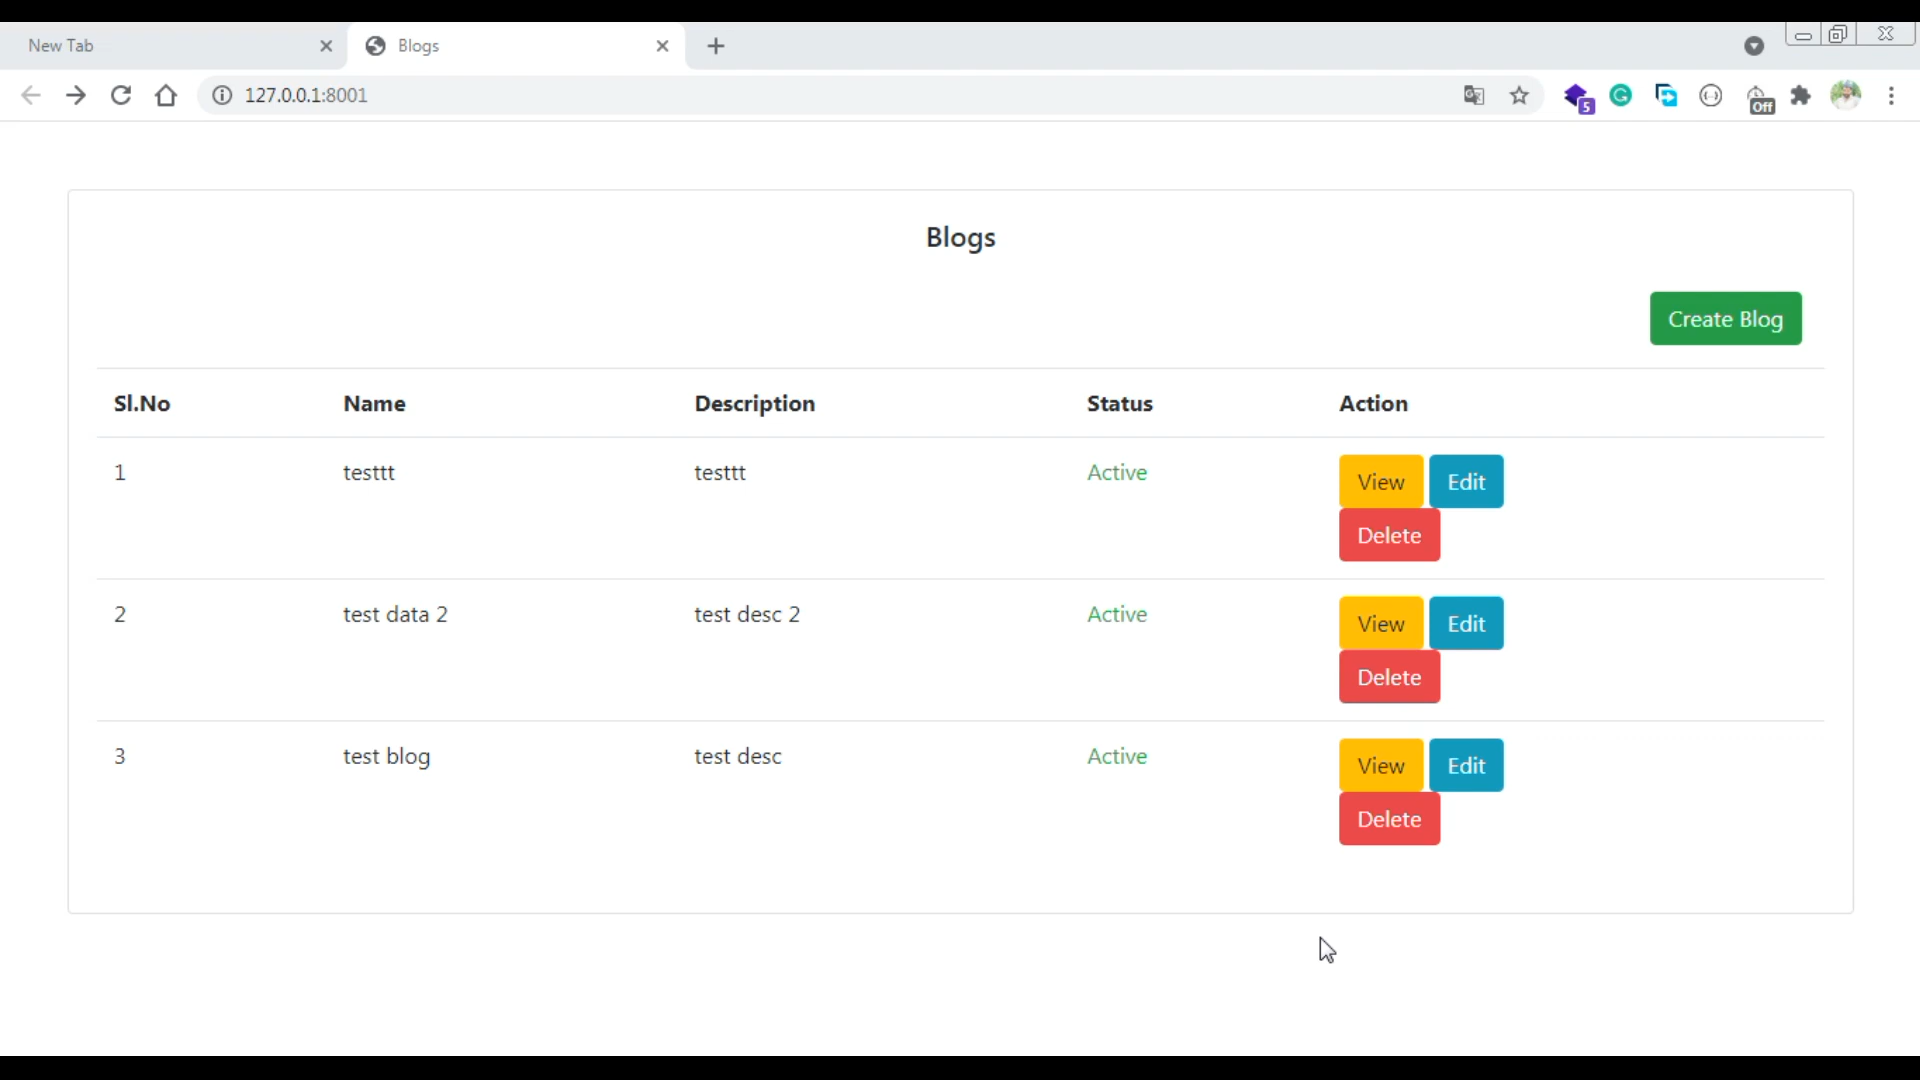 New Tab
Blogs
127.0.0.1:8001
5
Off
Blogs
Create Blog
Sl.No Name Description Status Action
1 testtt testtt Active View Edit
Delete
2 test data 2 test desc 2 Active View Edit
Delete
3 test blog test desc Active View Edit
Delete